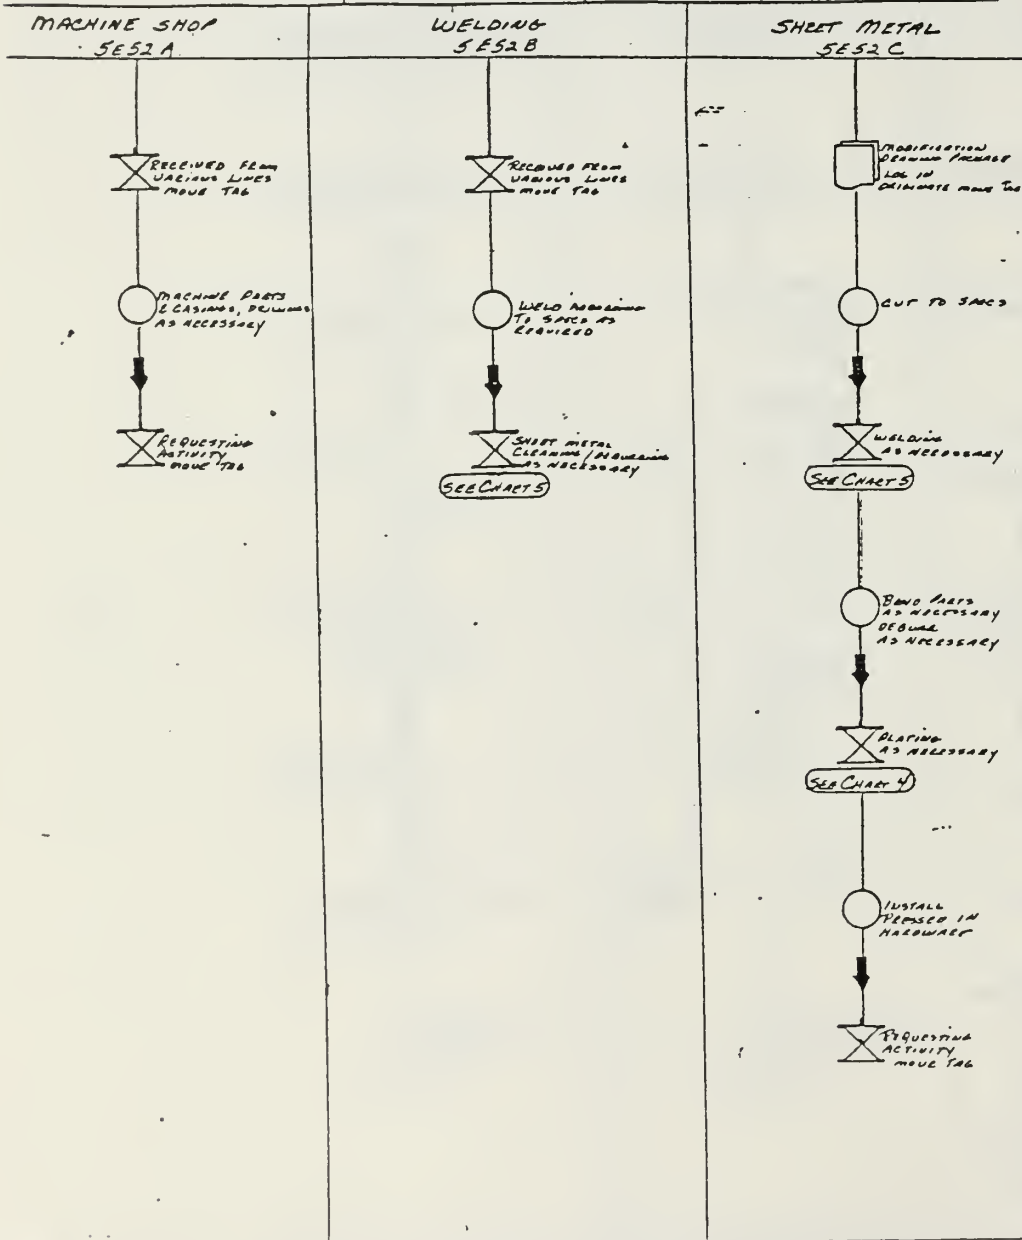 MACHINE SHOP
5E52A
WELDING
5E52B
SHEET METAL
5E52C
RECEIVED FROM
VARIOUS LINES
MOVE TAG
MACHINE PARTS
& CASINGS,
AS NECESSARY
REQUESTING
ACTIVITY
MOVE TAG
RECEIVED FROM
VARIOUS LINES
MOVE TAG
WELD ACCORDING
TO SPECS AS
REQUIRED
SHEET METAL
CLEANING/DEBURRING
AS NECESSARY
SEE CHART 5
MODIFICATION
DRAWING PACKAGE
LOG IN
ORIGINATE MOVE TAG
CUT TO SPECS
WELDING
AS NECESSARY
SEE CHART 5
BEND PARTS
AS NECESSARY
DEBURR
AS NECESSARY
PLATING
AS NECESSARY
SEE CHART 4
INSTALL
PRESSED IN
HARDWARE
REQUESTING
ACTIVITY
MOVE TAG